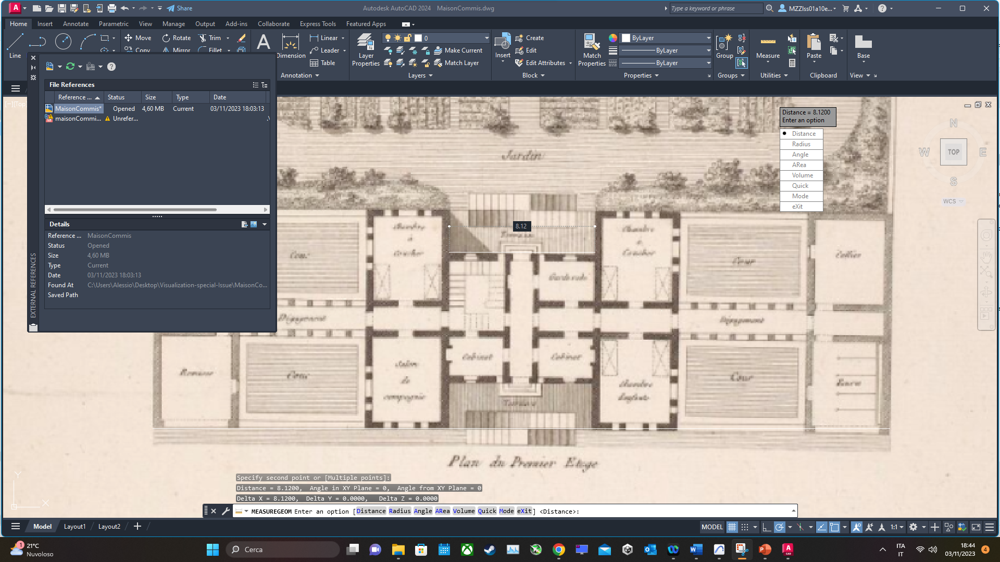 Share
Autodesk AutoCAD 2024 MaisonCommis.dwg
Type a keyword or phrase
MZZlss01a10e...
Home Insert Annotate Parametric View Manage Output Add-ins Collaborate Express Tools Featured Apps
Line
Move Rotate Trim
Copy Mirror Fillet
Dimension
Linear
Leader
Table
Annotation
Layer
Properties
0
Make Current
Match Layer
Layers
Insert
Create
Edit
Edit Attributes
Block
Match
Properties
ByLayer
ByLayer
ByLayer
Properties
Group
Groups
Measure
Utilities
Paste
Clipboard
Base
View
File References
Reference ... Status Size Type Date
MaisonCommis* Opened 4,60 MB Current 03/11/2023 18:03:13
maisonCommi... Unrefer...
Details
Reference ... MaisonCommis
Status Opened
Size 4,60 MB
Type Current
Date 03/11/2023 18:03:13
Found At C:\Users\Alessio\Desktop\Visualization-special-Issue\MaisonCo...
Saved Path
EXTERNAL REFERENCES
[−][Top
Distance = 8.1200
Enter an option
Distance
Radius
Angle
ARea
Volume
Quick
Mode
eXit
N
W TOP E
S
WCS
Jardin
8.12
Terrasse
Chambre
à
Coucher
Chambre
à
Coucher
Cour
Cour
Cellier
Garderobe
Dégagement
Dégagement
Remise
Cour
Salon
de
compagnie
Cabinet
Cabinet
Terrasse
Chambre
Enfants
Cour
Ecurie
Plan du Premier Etage
Y
X
Specify second point or [Multiple points]:
Distance = 8.1200, Angle in XY Plane = 0, Angle from XY Plane = 0
Delta X = 8.1200, Delta Y = 0.0000, Delta Z = 0.0000
MEASUREGEOM Enter an option [Distance Radius Angle ARea Volume Quick Mode eXit] <Distance>:
Model Layout1 Layout2
MODEL
1:1
1
21°C
Nuvoloso
Cerca
ITA
IT
18:44
03/11/2023
4